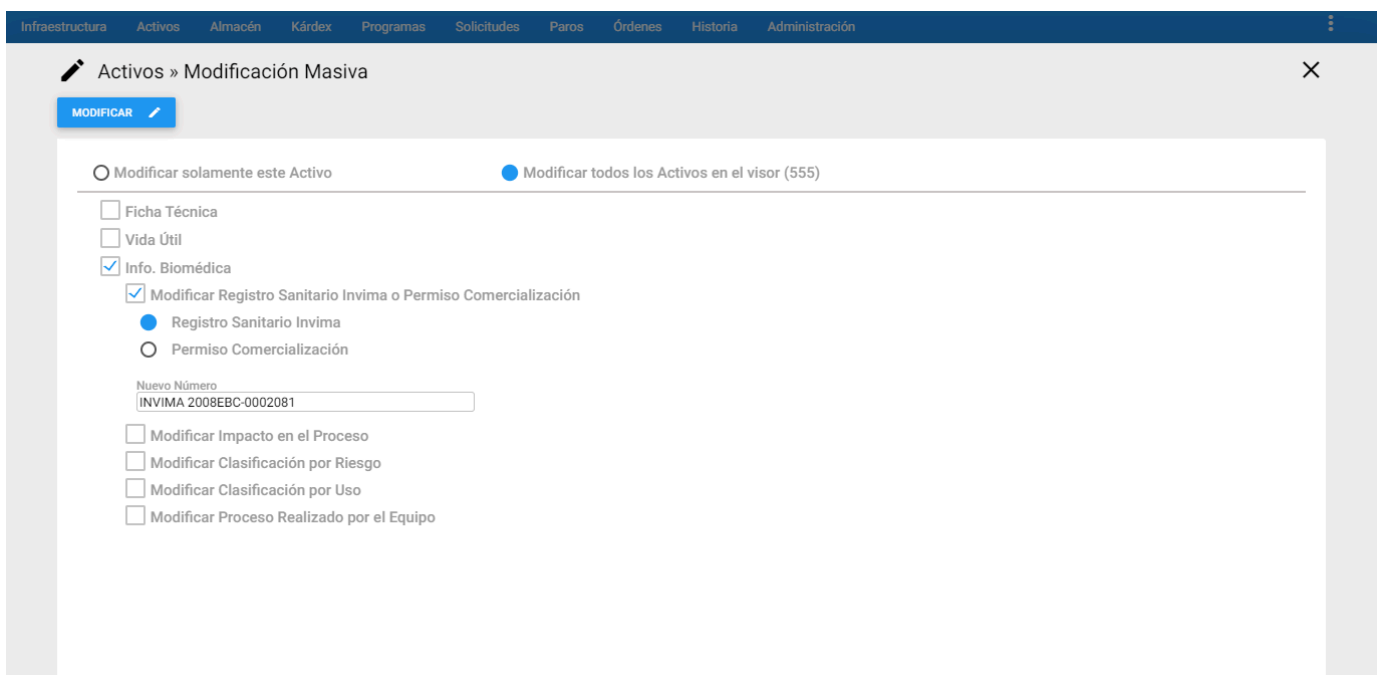 Infraestructura Activos Almacén Kárdex Programas Solicitudes Paros Órdenes Historia Administración
Activos » Modificación Masiva
MODIFICAR
Modificar solamente este Activo Modificar todos los Activos en el visor (555)
Ficha Técnica
Vida Útil
Info. Biomédica
Modificar Registro Sanitario Invima o Permiso Comercialización
Registro Sanitario Invima
Permiso Comercialización
Nuevo Número
INVIMA 2008EBC-0002081
Modificar Impacto en el Proceso
Modificar Clasificación por Riesgo
Modificar Clasificación por Uso
Modificar Proceso Realizado por el Equipo